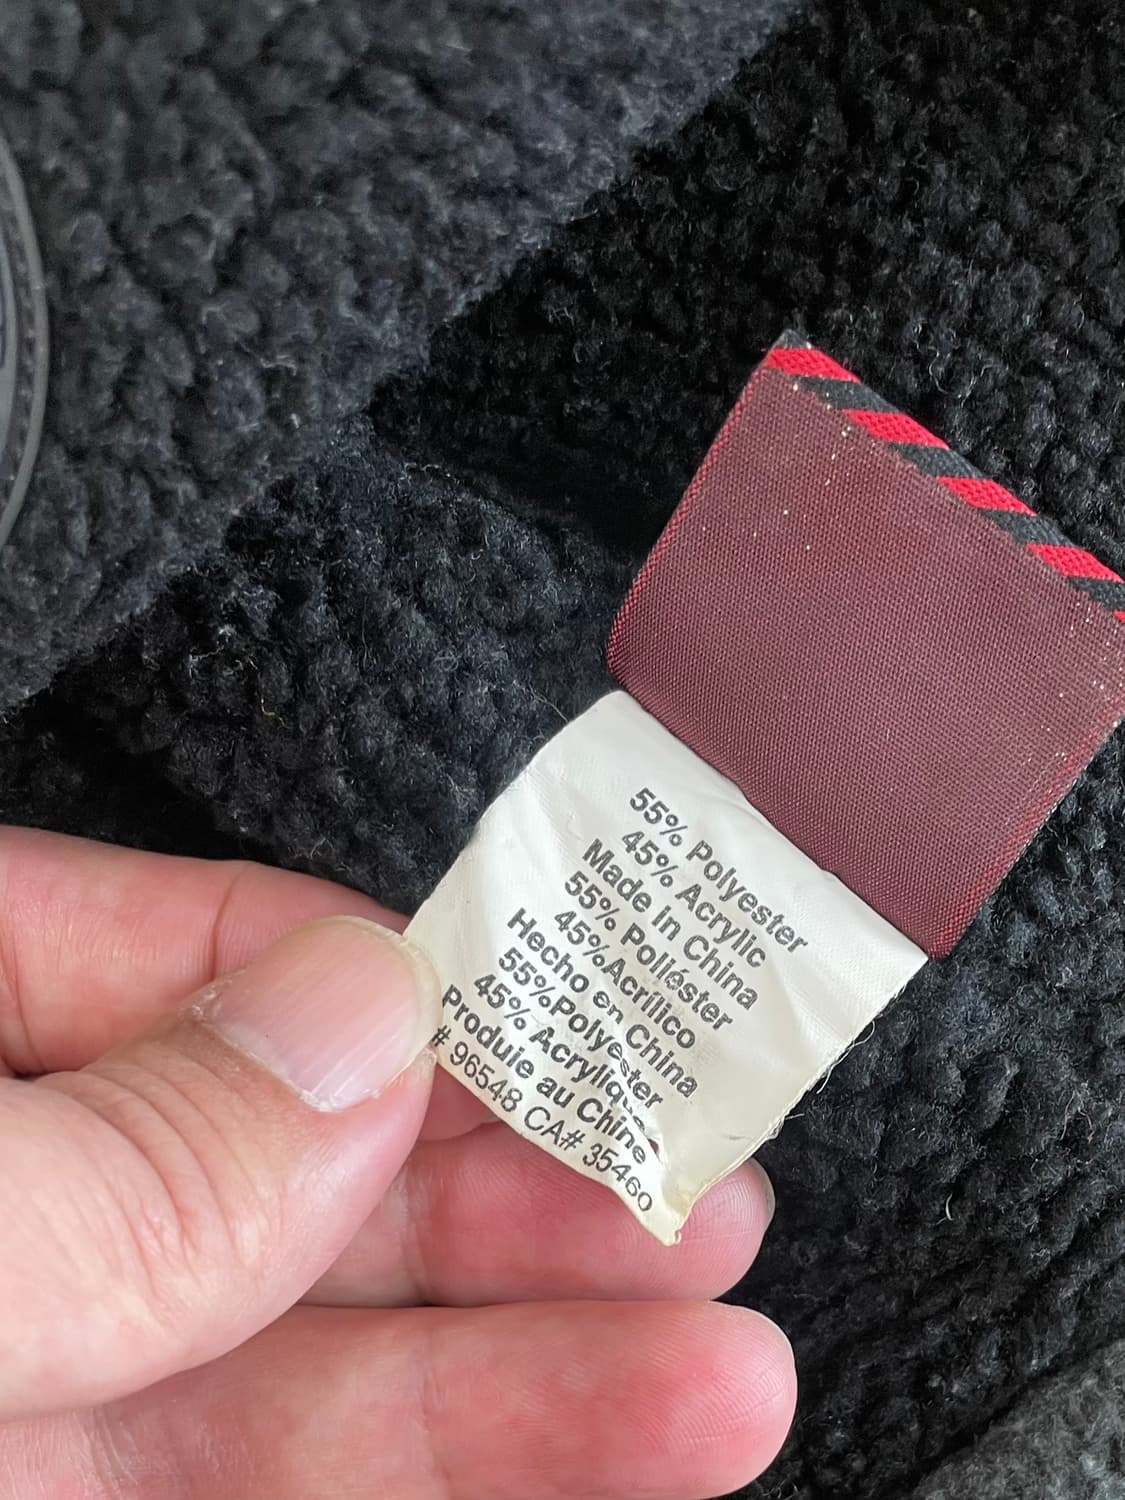 55% Polyester
45% Acrylic
Made in China
55% Poliéster
45%Acrílico
Hecho en China
55%Polyester
45% Acrylique
Produie au Chine
# 96548 CA# 35460